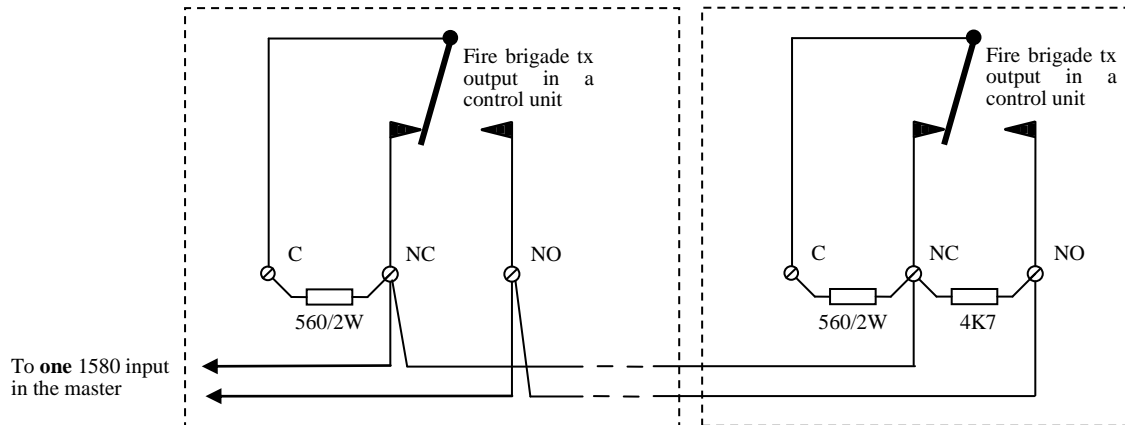 Fire brigade tx
output in a
control unit
C
NC
NO
560/2W
To one 1580 input
in the master
Fire brigade tx
output in a
control unit
C
NC
NO
560/2W
4K7